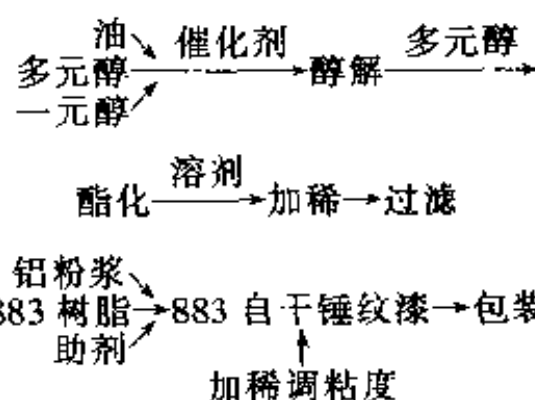 油
催化剂
多元醇
多元醇
醇解
一元醇
溶剂
酯化
加稀
过滤
铝粉浆
883 树脂
883 自干锤纹漆
包装
助剂
加稀调粘度